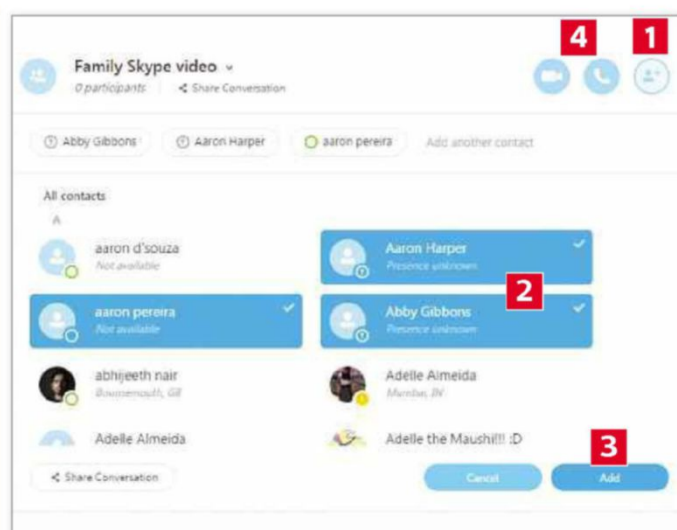 4 1
Family Skype video
0 participants Share Conversation
Abby Gibbons Aaron Harper aaron pereira Add another contact
All contacts
A
aaron d'souza Aaron Harper
Not available Presence unknown
2
aaron pereira Abby Gibbons
Not available Presence unknown
abhijeeth nair Adelle Almeida
Bournemouth, GB Mumbai, IN
Adelle Almeida Adelle the Maushi!!! :D
3
Share Conversation Cancel Add